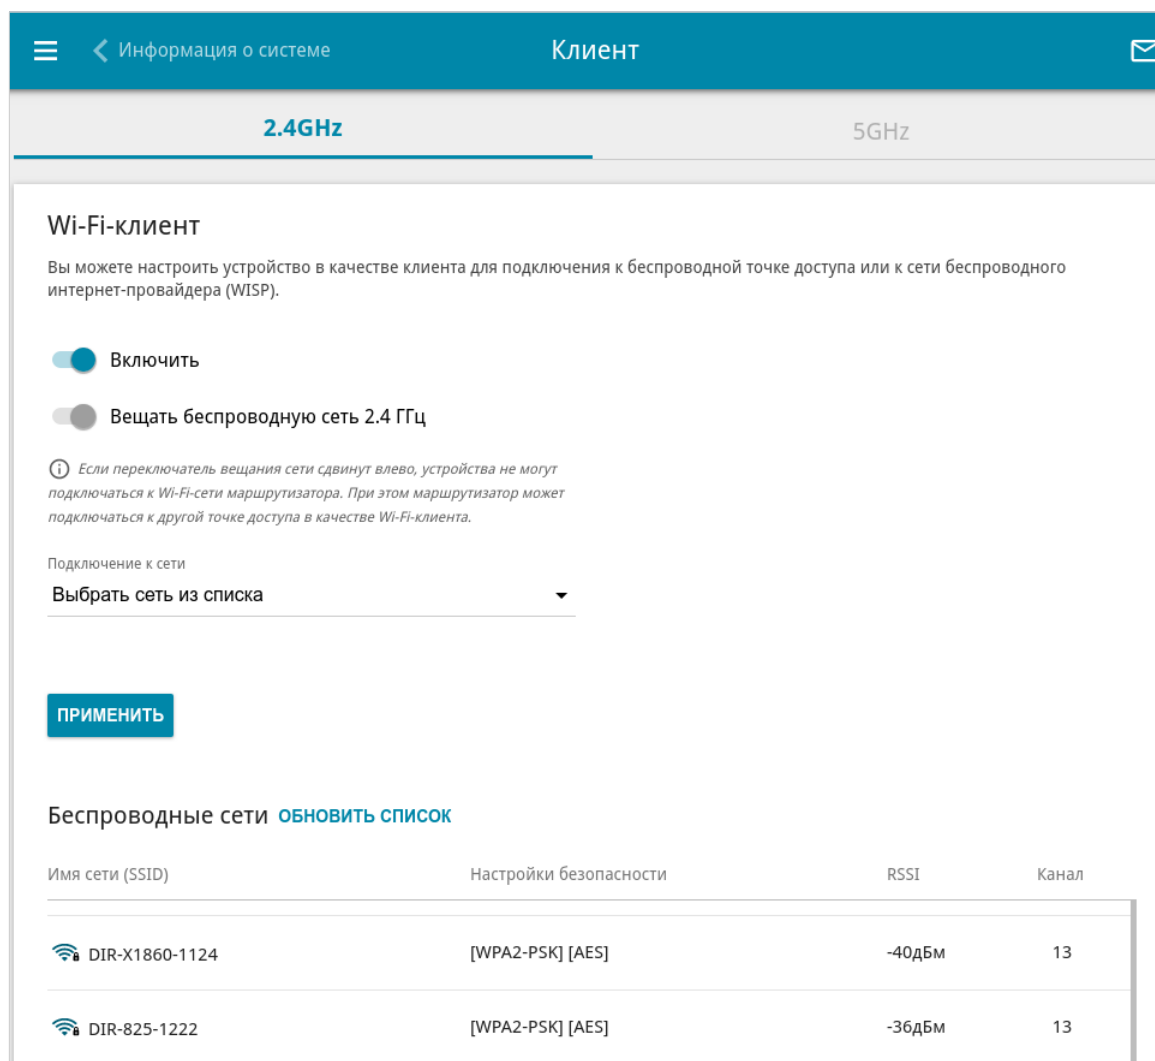 Информация о системе
Клиент
2.4GHz
5GHz
Wi-Fi-клиент
Вы можете настроить устройство в качестве клиента для подключения к беспроводной точке доступа или к сети беспроводного
интернет-провайдера (WISP).
Включить
Вещать беспроводную сеть 2.4 ГГц
Если переключатель вещания сети сдвинут влево, устройства не могут
подключаться к Wi-Fi-сети маршрутизатора. При этом маршрутизатор может
подключаться к другой точке доступа в качестве Wi-Fi-клиента.
Подключение к сети
Выбрать сеть из списка
ПРИМЕНИТЬ
Беспроводные сети ОБНОВИТЬ СПИСОК
Имя сети (SSID) Настройки безопасности RSSI Канал
DIR-X1860-1124 [WPA2-PSK] [AES] -40дБм 13
DIR-825-1222 [WPA2-PSK] [AES] -36дБм 13